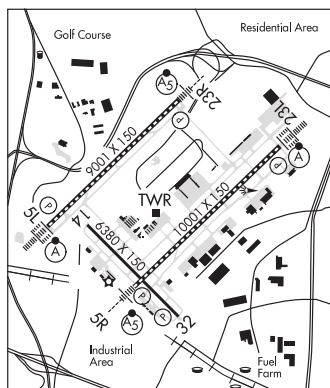 Golf Course
Residential Area
A5
23R
P
9001 X 150
23L
P
A
P
5L
A
14
TWR
6380 X 150
10001 X 150
P
5R
A5
P
32
Industrial
Area
Fuel
Farm